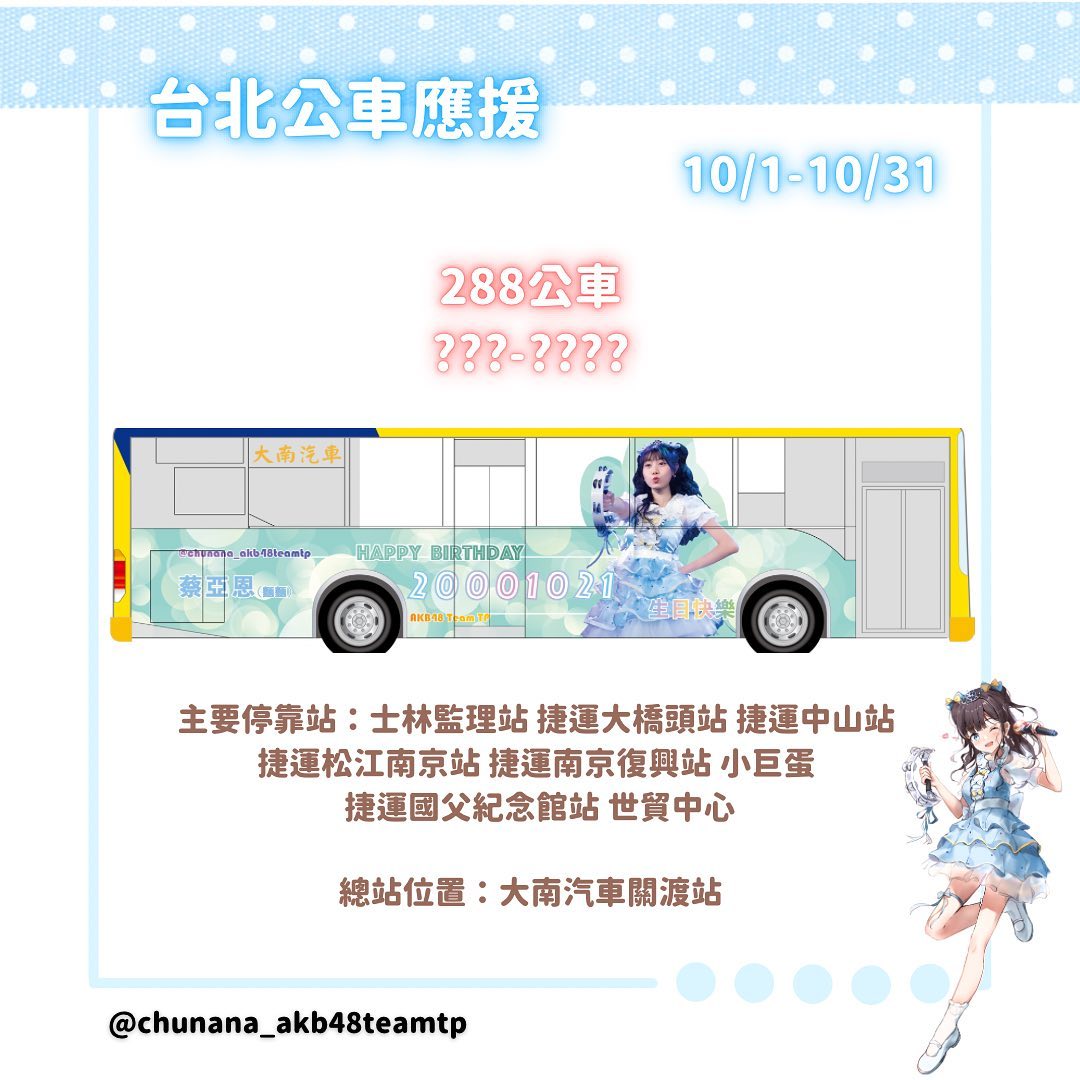 台北公車應援
10/1-10/31
288公車
???-????
大南汽車
@chunana_akb48teamtp
HAPPY BIRTHDAY
蔡亞恩(麵麵)
20001021
AKB48 Team TP
生日快樂
主要停靠站：士林監理站 捷運大橋頭站 捷運中山站
捷運松江南京站 捷運南京復興站 小巨蛋
捷運國父紀念館站 世貿中心
總站位置：大南汽車關渡站
@chunana_akb48teamtp